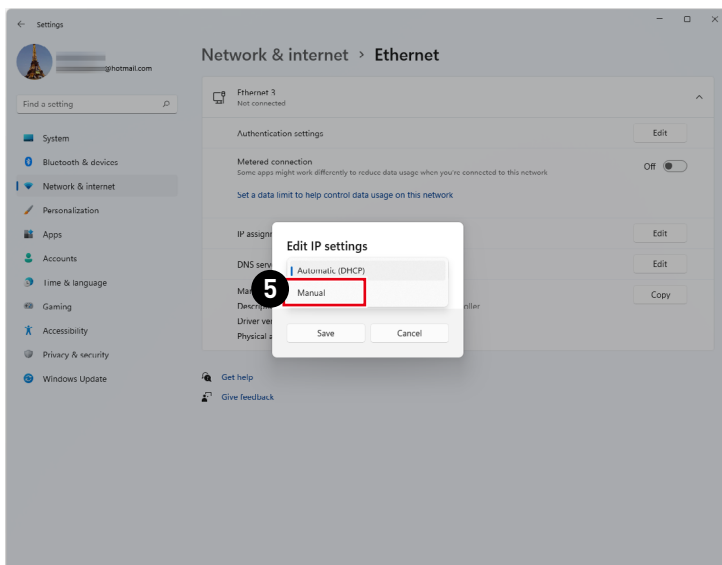 Settings
@hotmail.com
Find a setting
System
Bluetooth & devices
Network & internet
Personalization
Apps
Accounts
Time & language
Gaming
Accessibility
Privacy & security
Windows Update
Network & internet > Ethernet
Ethernet 3
Not connected
Authentication settings
Edit
Metered connection
Some apps might work differently to reduce data usage when you're connected to this network
Off
Set a data limit to help control data usage on this network
IP
Edit
DNS
Edit
Copy
Driver
Physical
Edit IP settings
Automatic (DHCP)
5
Manual
Save
Cancel
Get help
Give feedback